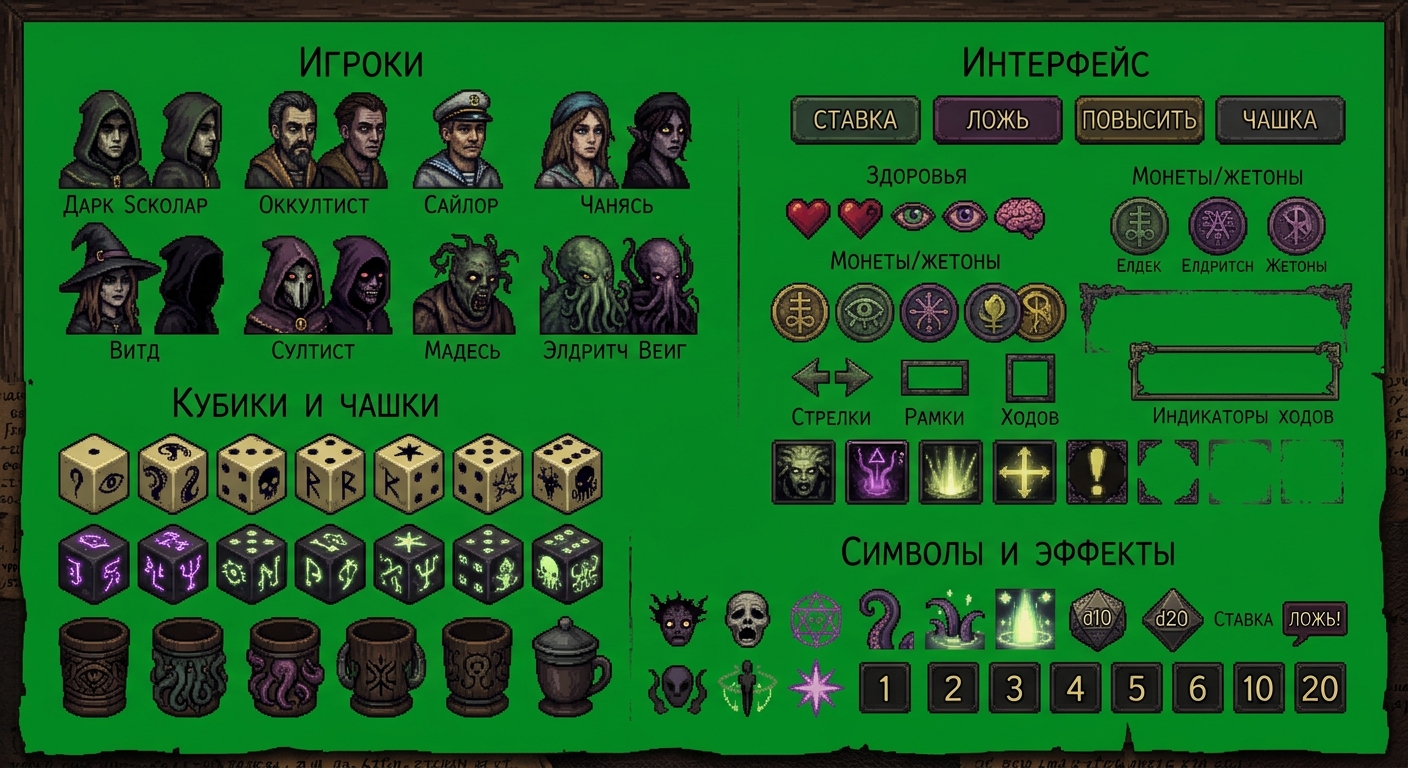 Игроки
Дарк Sсколар
Оккултист
Сайлор
Чанясь
Витд
Султист
Мадесь
Элдритч Веиг
Кубики и чашки
Интерфейс
СТАВКА
ЛОЖЬ
ПОВЫСИТЬ
ЧАШКА
Здоровья
Монеты/жетоны
Елдек
Елдритсн
Жетоны
Монеты/жетоны
Стрелки
Рамки
Ходов
Индикаторы ходов
Символы и эффекты
d10
d20
Ставка
ЛОЖЬ!
1
2
3
4
5
6
10
20